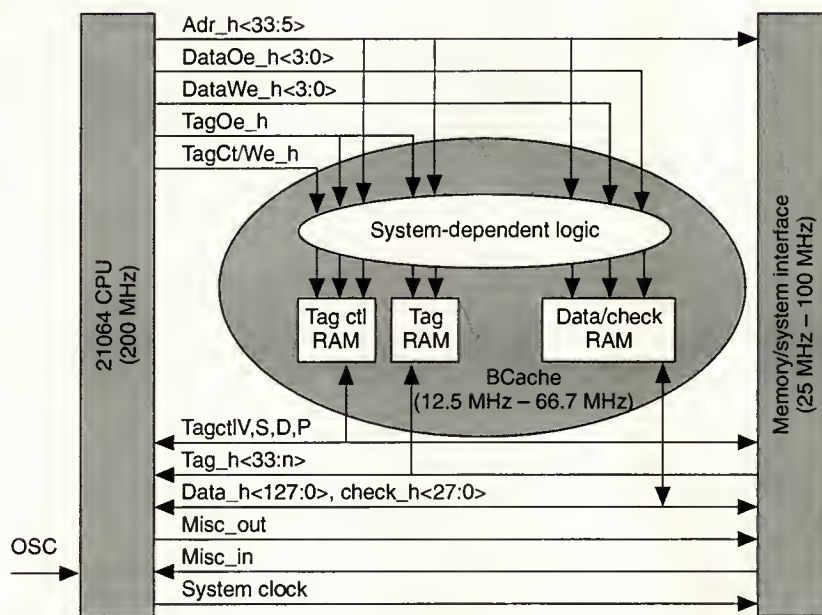 Adr_h<33:5>
DataOe_h<3:0>
DataWe_h<3:0>
TagOe_h
TagCt/We_h
21064 CPU
(200 MHz)
System-dependent logic
Tag ctl
RAM
Tag
RAM
Data/check
RAM
BCache
(12.5 MHz – 66.7 MHz)
Memory/system interface
(25 MHz – 100 MHz)
TagctlV,S,D,P
Tag_h<33:n>
Data_h<127:0>, check_h<27:0>
Misc_out
OSC
Misc_in
System clock